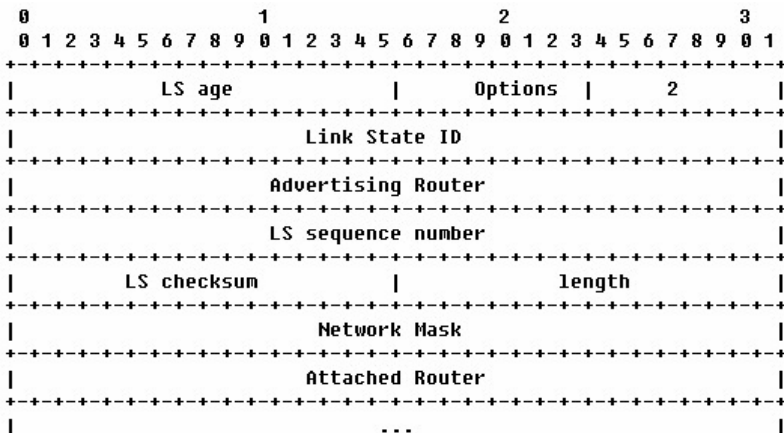 0 1 2 3
0 1 2 3 4 5 6 7 8 9 0 1 2 3 4 5 6 7 8 9 0 1 2 3 4 5 6 7 8 9 0 1
+-+-+-+-+-+-+-+-+-+-+-+-+-+-+-+-+-+-+-+-+-+-+-+-+-+-+-+-+-+-+-+-+
| LS age | Options | 2 |
+-+-+-+-+-+-+-+-+-+-+-+-+-+-+-+-+-+-+-+-+-+-+-+-+-+-+-+-+-+-+-+-+
| Link State ID |
+-+-+-+-+-+-+-+-+-+-+-+-+-+-+-+-+-+-+-+-+-+-+-+-+-+-+-+-+-+-+-+-+
| Advertising Router |
+-+-+-+-+-+-+-+-+-+-+-+-+-+-+-+-+-+-+-+-+-+-+-+-+-+-+-+-+-+-+-+-+
| LS sequence number |
+-+-+-+-+-+-+-+-+-+-+-+-+-+-+-+-+-+-+-+-+-+-+-+-+-+-+-+-+-+-+-+-+
| LS checksum | length |
+-+-+-+-+-+-+-+-+-+-+-+-+-+-+-+-+-+-+-+-+-+-+-+-+-+-+-+-+-+-+-+-+
| Network Mask |
+-+-+-+-+-+-+-+-+-+-+-+-+-+-+-+-+-+-+-+-+-+-+-+-+-+-+-+-+-+-+-+-+
| Attached Router |
+-+-+-+-+-+-+-+-+-+-+-+-+-+-+-+-+-+-+-+-+-+-+-+-+-+-+-+-+-+-+-+-+
| ... |